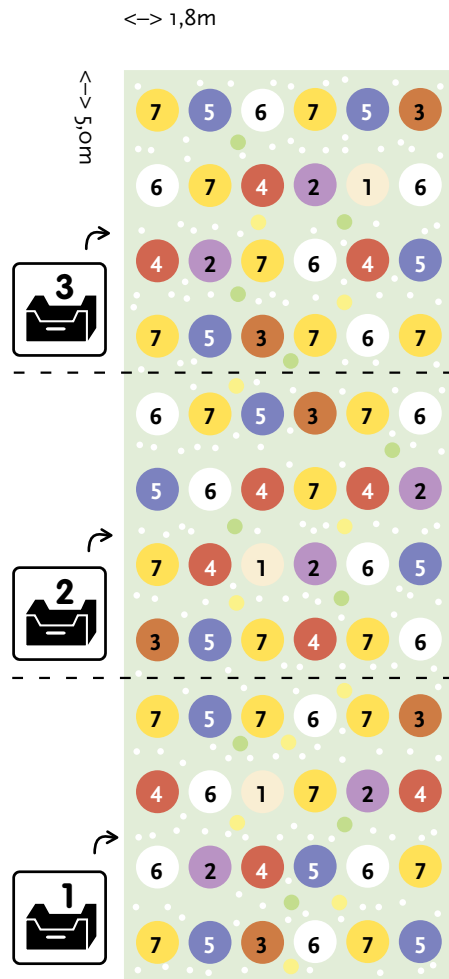 <–> 1,8m
<–> 5,0m
7 5 6 7 5 3
6 7 4 2 1 6
4 2 7 6 4 5
3
7 5 3 7 6 7
6 7 5 3 7 6
5 6 4 7 4 2
7 4 1 2 6 5
2
3 5 7 4 7 6
7 5 7 6 7 3
4 6 1 7 2 4
6 2 4 5 6 7
1
7 5 3 6 7 5